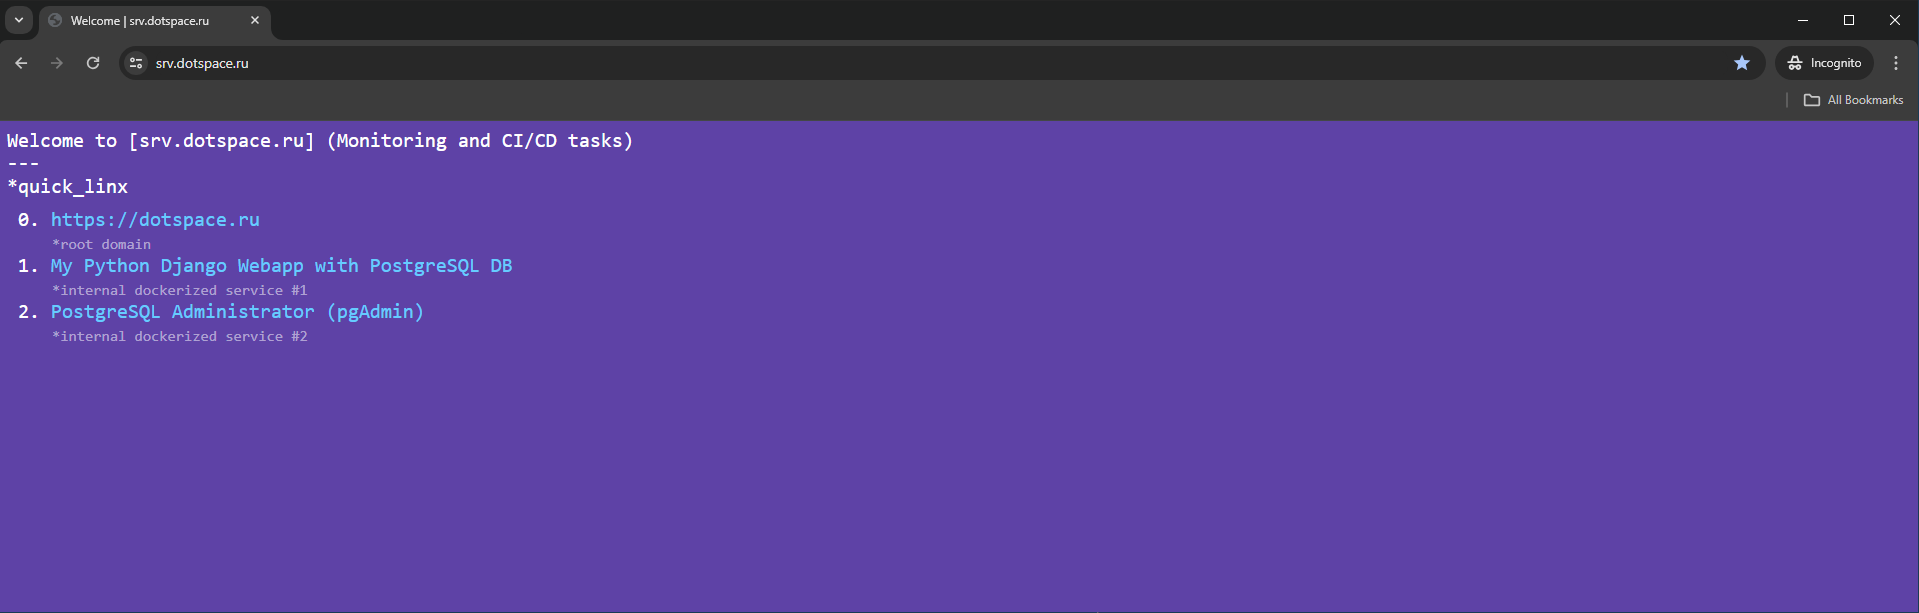 Welcome | srv.dotspace.ru
srv.dotspace.ru
Incognito
All Bookmarks
Welcome to [srv.dotspace.ru] (Monitoring and CI/CD tasks)
---
*quick_linx
0. https://dotspace.ru
*root domain
1. My Python Django Webapp with PostgreSQL DB
*internal dockerized service #1
2. PostgreSQL Administrator (pgAdmin)
*internal dockerized service #2